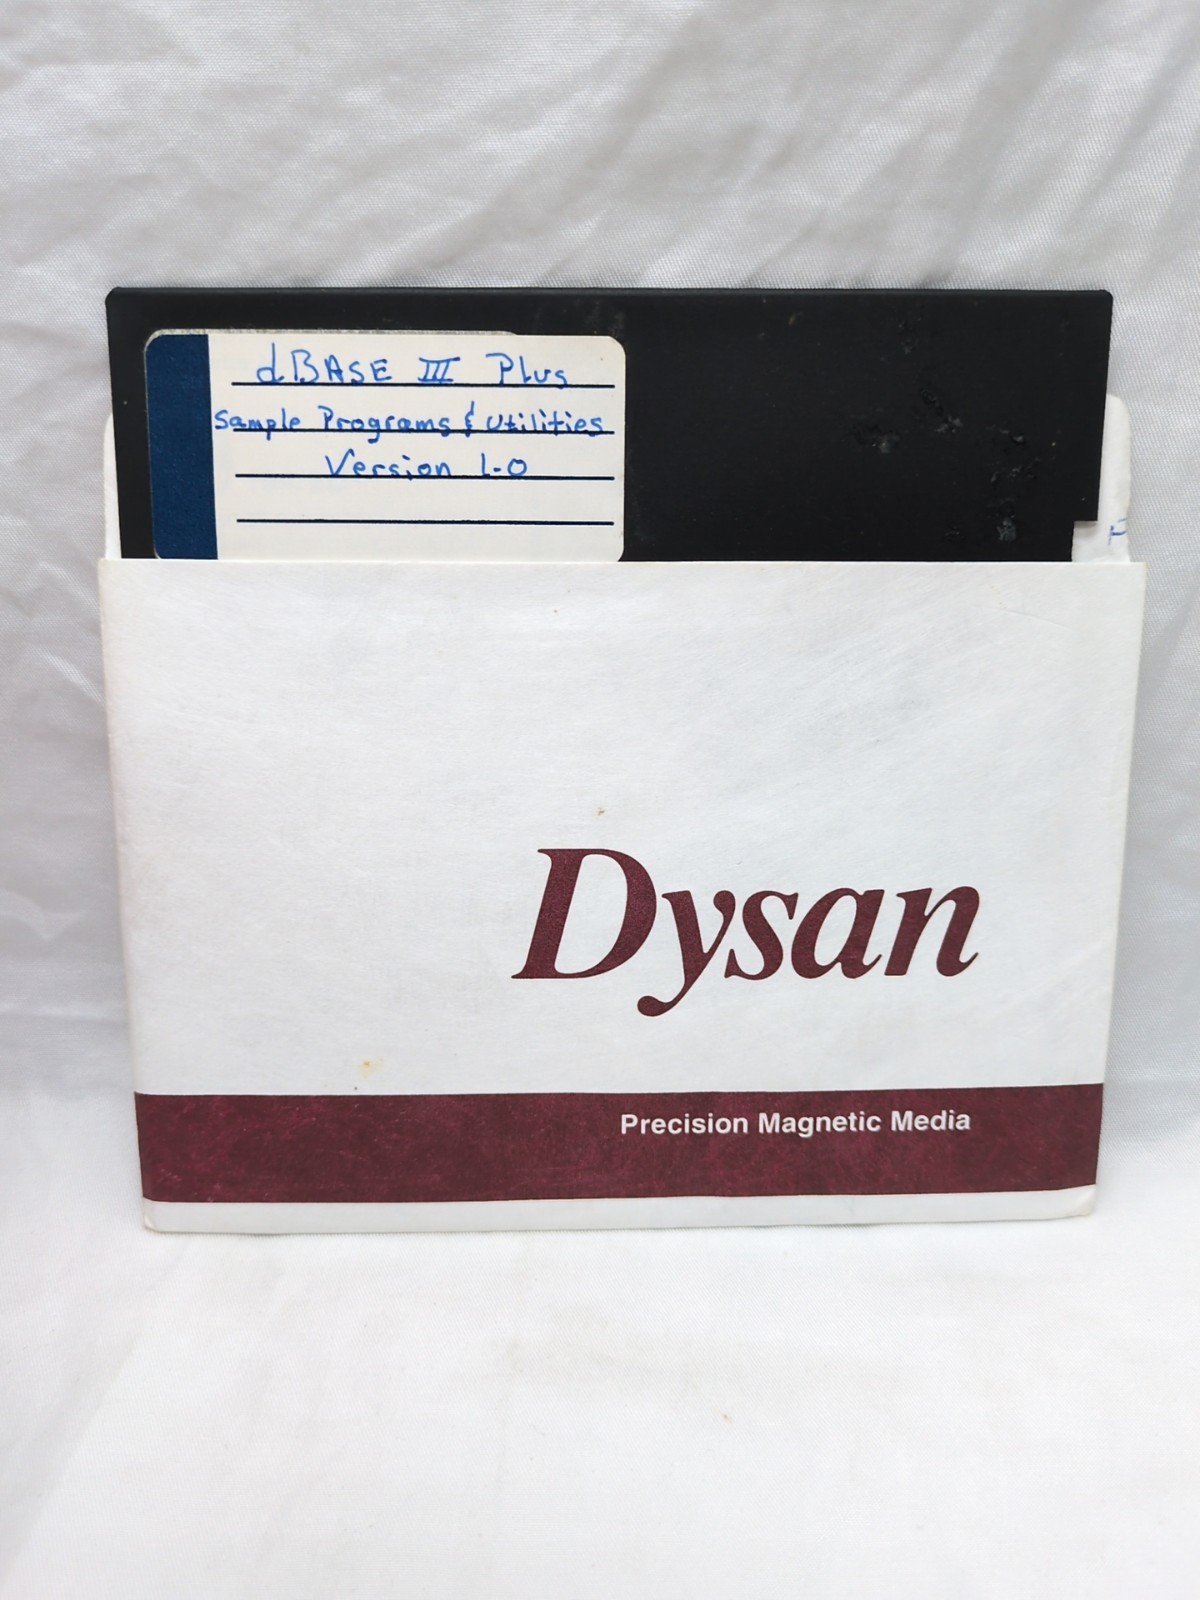 dBASE III Plus
Sample Programs & Utilities
Version 1.0
F
Dysan
Precision Magnetic Media